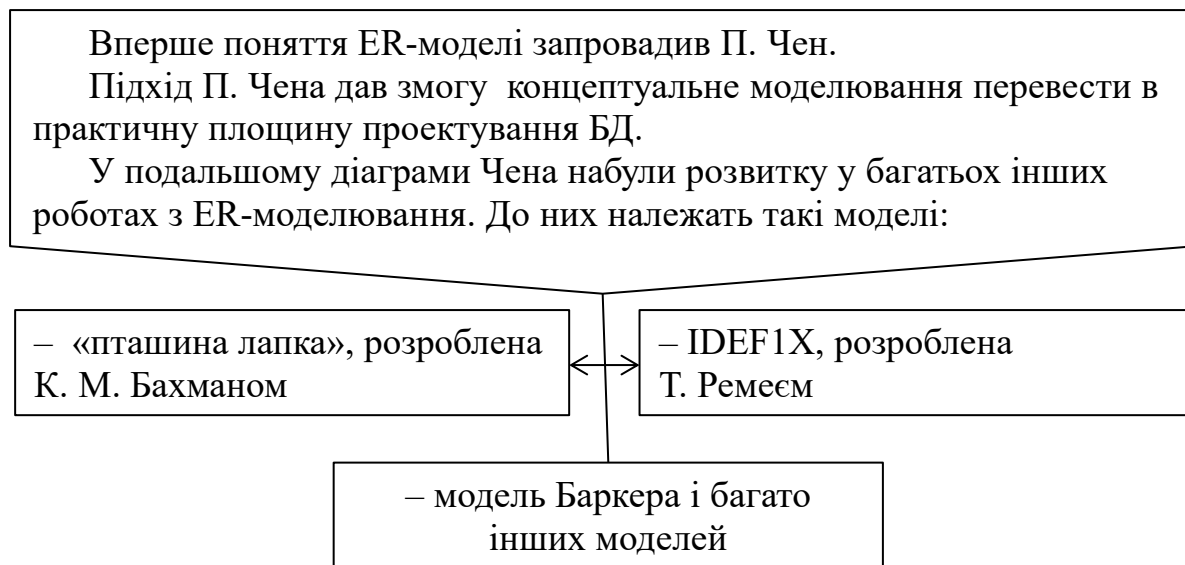 Вперше поняття ER-моделі запровадив П. Чен.
Підхід П. Чена дав змогу концептуальне моделювання перевести в
практичну площину проектування БД.
У подальшому діаграми Чена набули розвитку у багатьох інших
роботах з ER-моделювання. До них належать такі моделі:
– «пташина лапка», розроблена
К. М. Бахманом
– IDEF1X, розроблена
Т. Ремеєм
– модель Баркера і багато
інших моделей